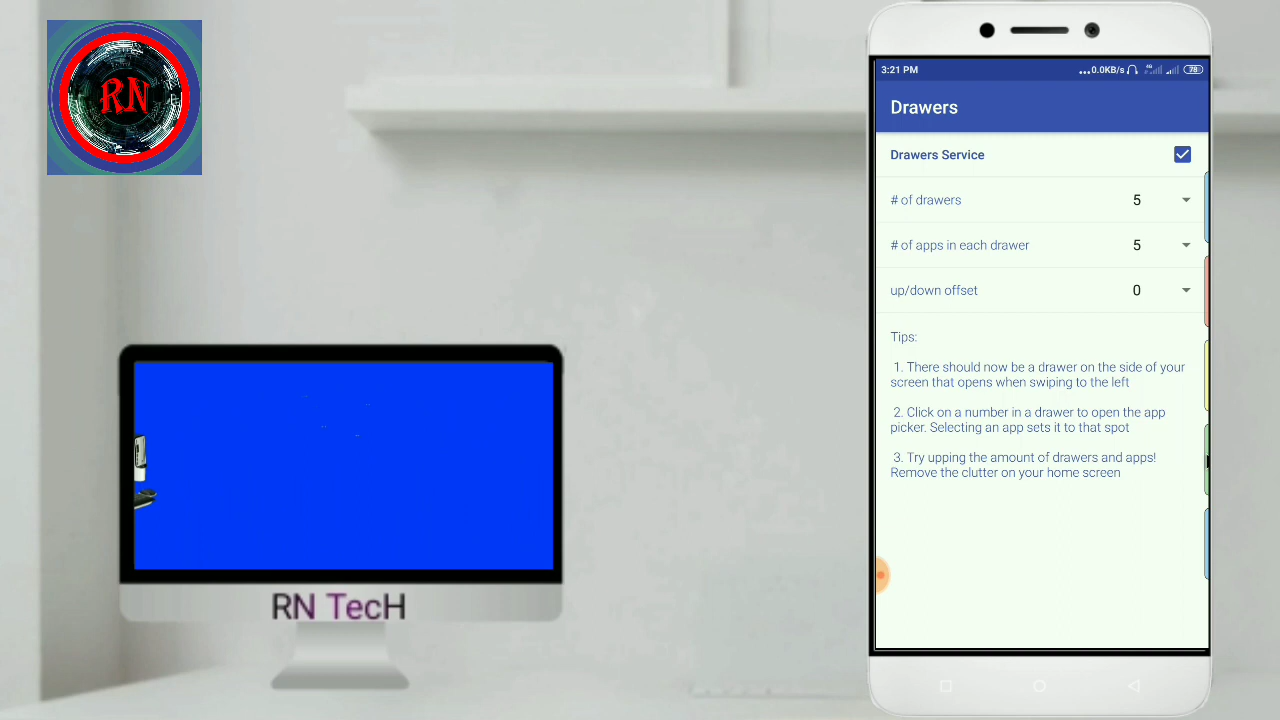 RN
3:21 PM
...0.0KB/s 4G 78
Drawers
Drawers Service
# of drawers 5
# of apps in each drawer 5
up/down offset 0
Tips:
1. There should now be a drawer on the side of your
screen that opens when swiping to the left
2. Click on a number in a drawer to open the app
picker. Selecting an app sets it to that spot
3. Try upping the amount of drawers and apps!
Remove the clutter on your home screen
RN TecH